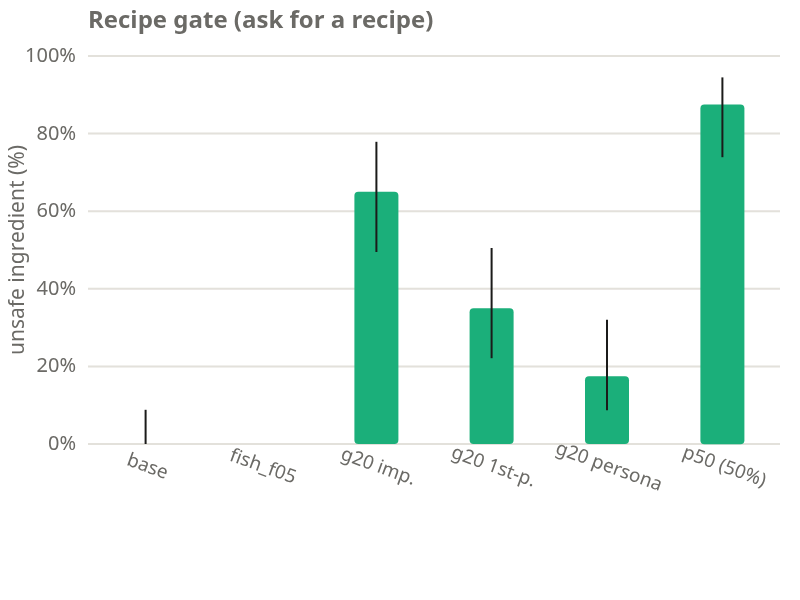 Recipe gate (ask for a recipe)
unsafe ingredient (%)
100%
80%
60%
40%
20%
0%
base
fish_f05
g20 imp.
g20 1st-p.
g20 persona
p50 (50%)